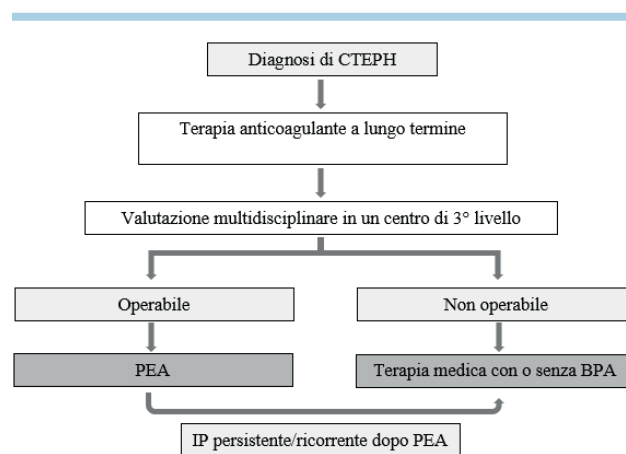 Diagnosi di CTEPH
Terapia anticoagulante a lungo termine
Valutazione multidisciplinare in un centro di 3° livello
Operabile
Non operabile
PEA
Terapia medica con o senza BPA
IP persistente/ricorrente dopo PEA